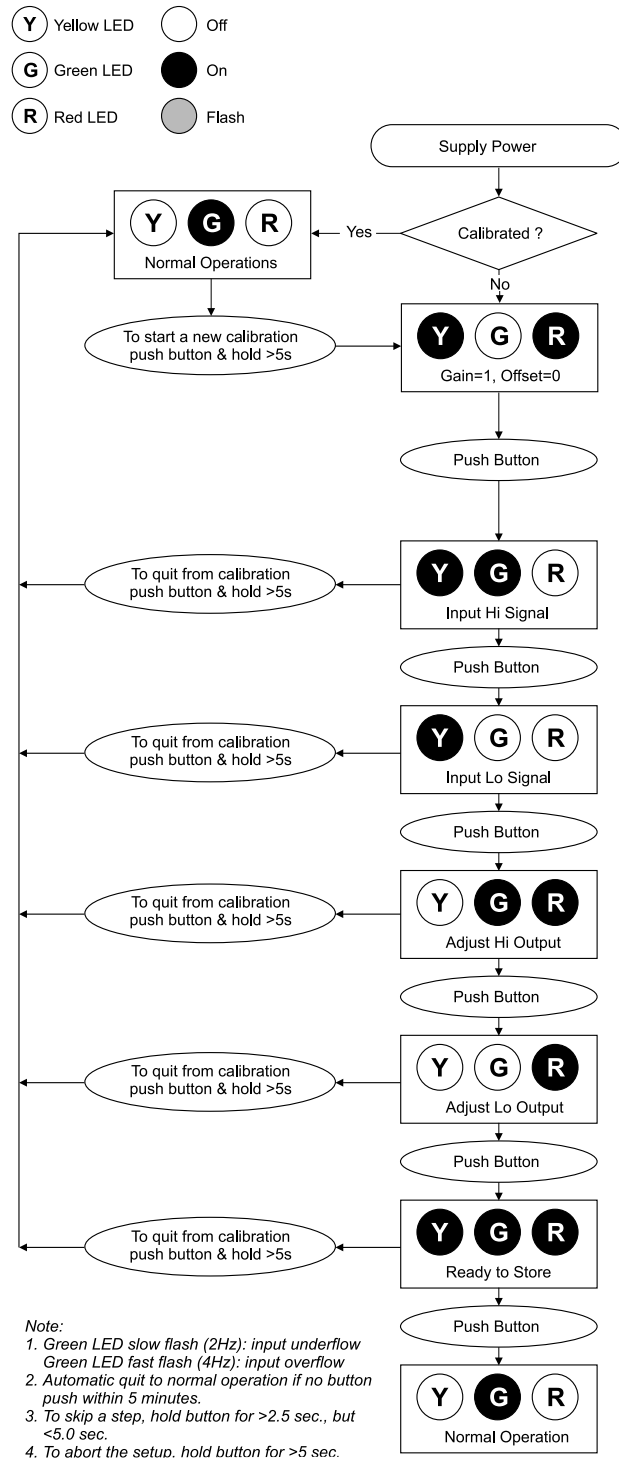 Y Yellow LED Off
G Green LED On
R Red LED Flash
Supply Power
Y G R
Normal Operations
Yes
Calibrated ?
No
To start a new calibration
push button & hold >5s
Y G R
Gain=1, Offset=0
Push Button
To quit from calibration
push button & hold >5s
Y G R
Input Hi Signal
Push Button
To quit from calibration
push button & hold >5s
Y G R
Input Lo Signal
Push Button
To quit from calibration
push button & hold >5s
Y G R
Adjust Hi Output
Push Button
To quit from calibration
push button & hold >5s
Y G R
Adjust Lo Output
Push Button
To quit from calibration
push button & hold >5s
Y G R
Ready to Store
Push Button
Y G R
Normal Operation
Note:
1. Green LED slow flash (2Hz): input underflow
Green LED fast flash (4Hz): input overflow
2. Automatic quit to normal operation if no button
push within 5 minutes.
3. To skip a step, hold button for >2.5 sec., but
<5.0 sec.
4. To abort the setup, hold button for >5 sec.